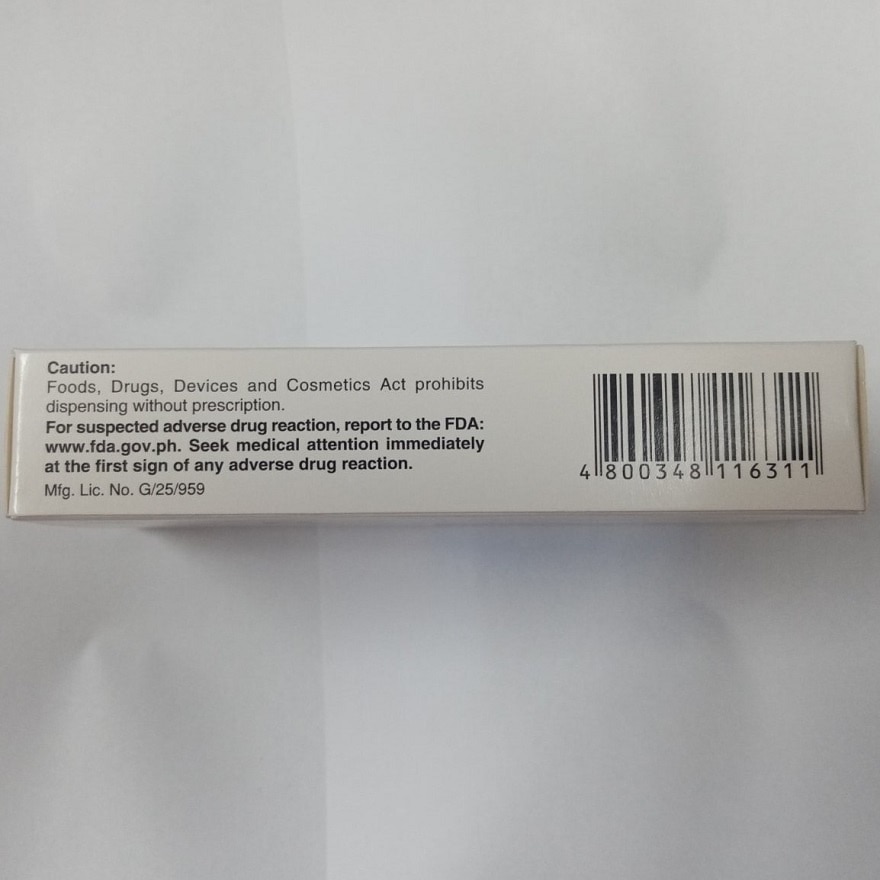 Caution:
Foods, Drugs, Devices and Cosmetics Act prohibits
dispensing without prescription.
For suspected adverse drug reaction, report to the FDA:
www.fda.gov.ph. Seek medical attention immediately
at the first sign of any adverse drug reaction.
Mfg. Lic. No. G/25/959
4 800348 116311